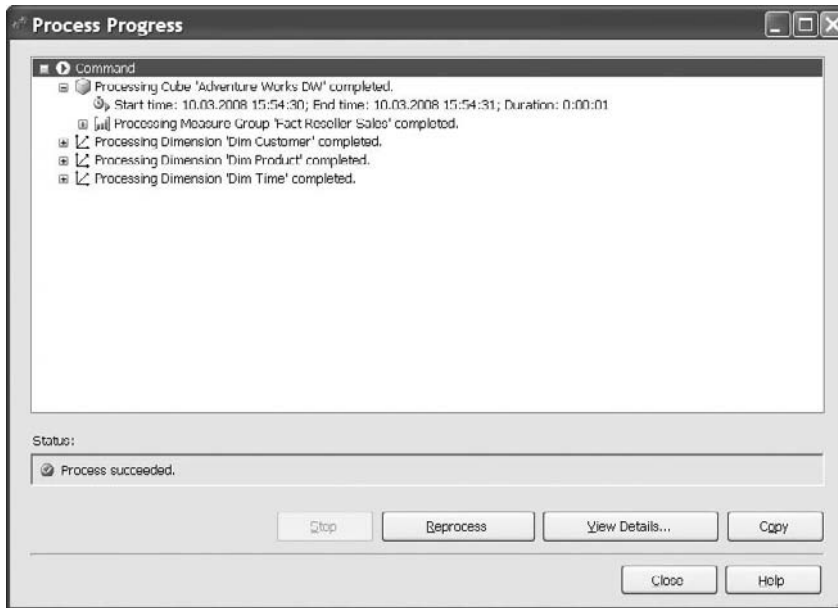 Process Progress
Command
Processing Cube 'Adventure Works DW' completed.
Start time: 10.03.2008 15:54:30; End time: 10.03.2008 15:54:31; Duration: 0:00:01
Processing Measure Group 'Fact Reseller Sales' completed.
Processing Dimension 'Dim Customer' completed.
Processing Dimension 'Dim Product' completed.
Processing Dimension 'Dim Time' completed.
Status:
Process succeeded.
Stop Reprocess View Details... Copy
Close Help